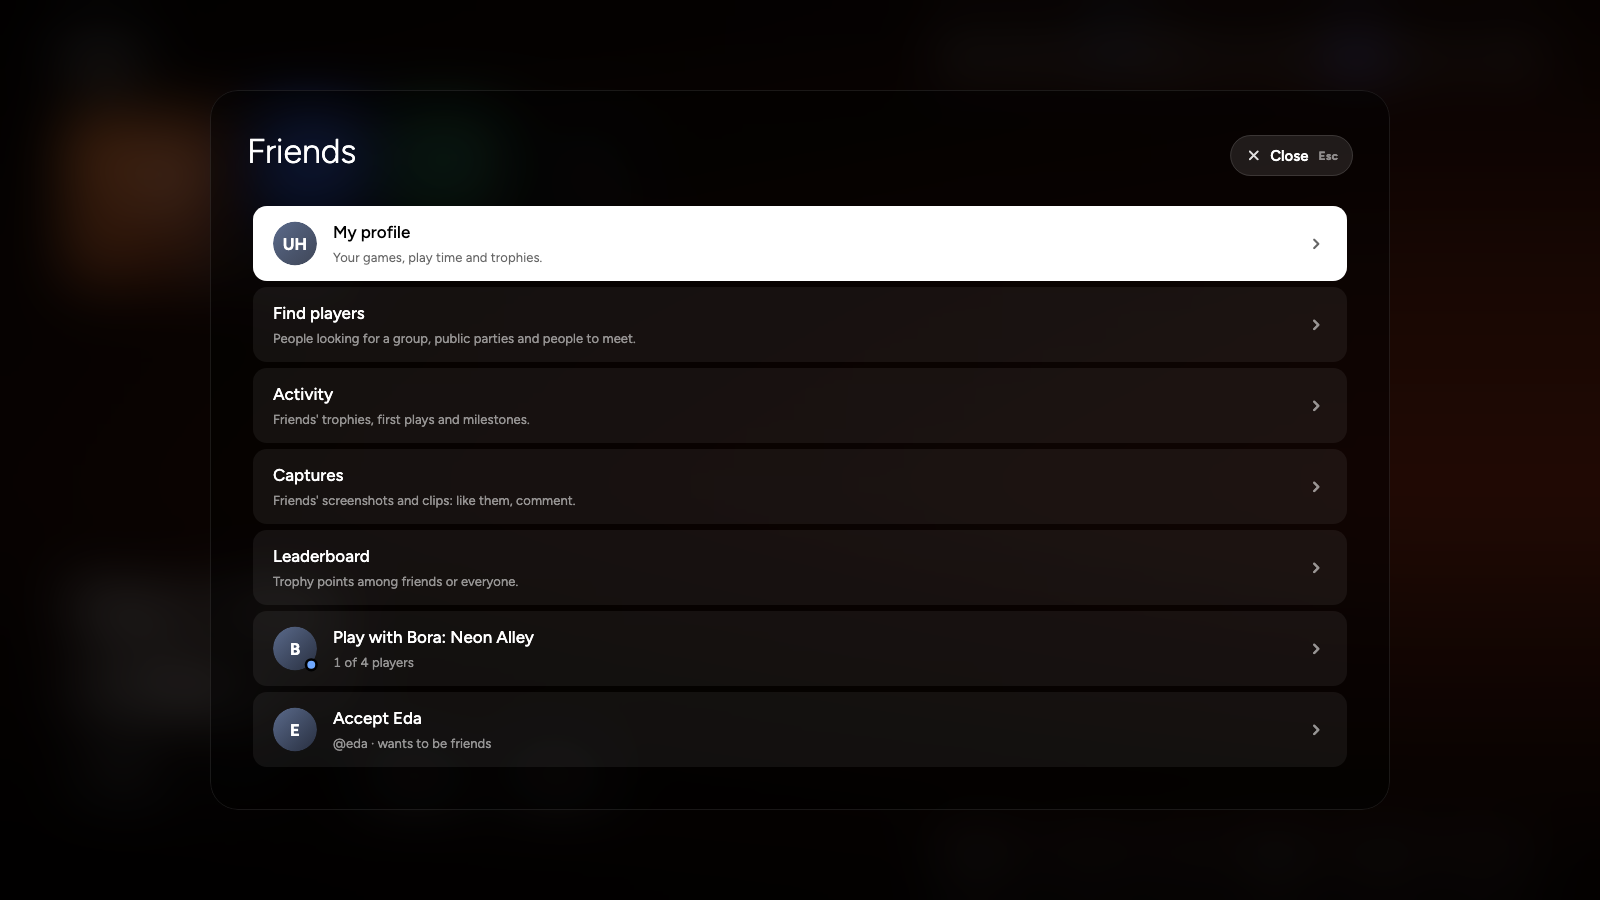 Friends
Close Esc
UH
My profile
Your games, play time and trophies.
Find players
People looking for a group, public parties and people to meet.
Activity
Friends' trophies, first plays and milestones.
Captures
Friends' screenshots and clips: like them, comment.
Leaderboard
Trophy points among friends or everyone.
B
Play with Bora: Neon Alley
1 of 4 players
E
Accept Eda
@eda · wants to be friends